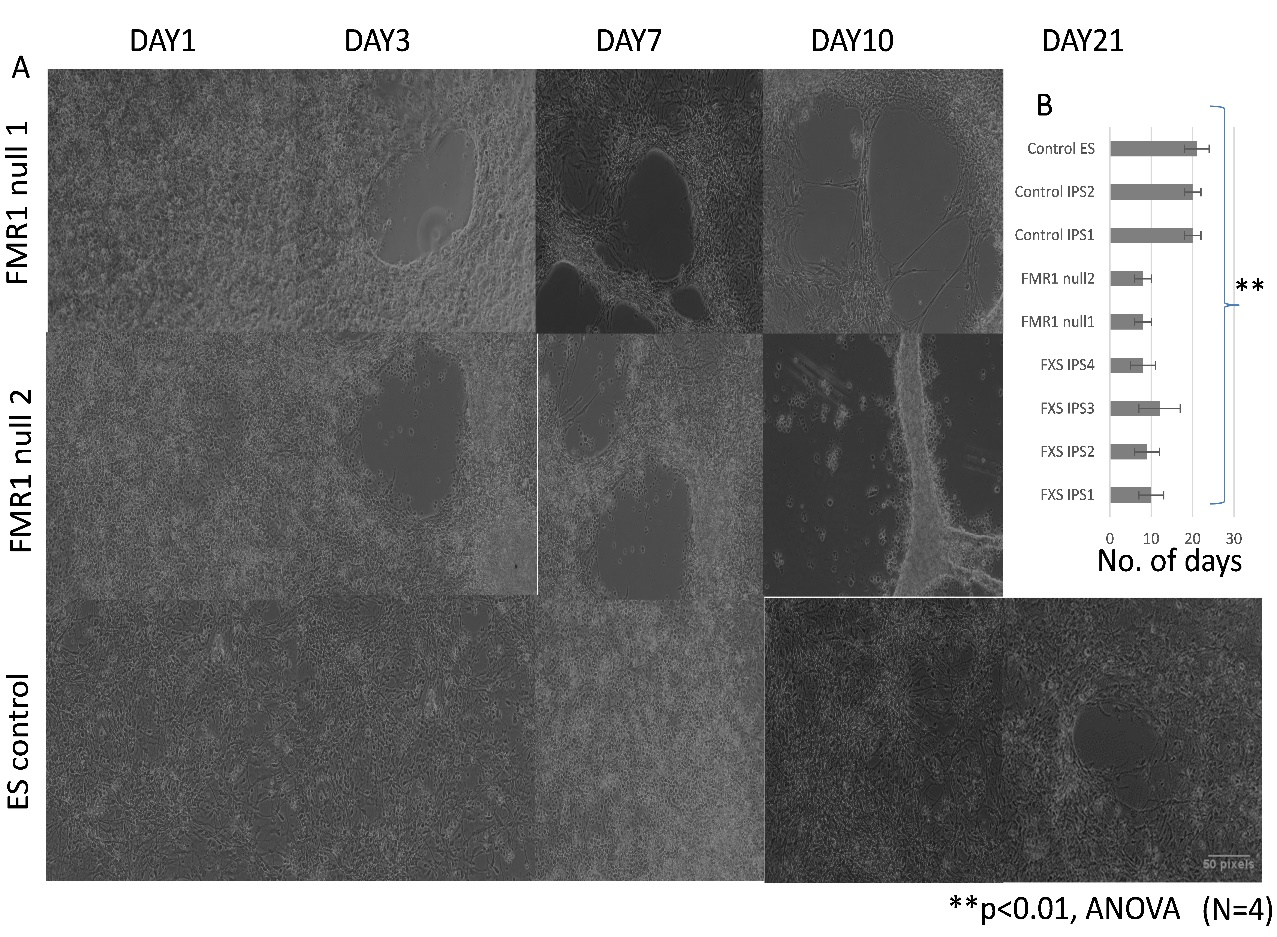 DAY1 DAY3 DAY7 DAY10 DAY21
A
FMR1 null 1
FMR1 null 2
ES control
B
Control ES
Control IPS2
Control IPS1
FMR1 null2
FMR1 null1
FXS IPS4
FXS IPS3
FXS IPS2
FXS IPS1
**
0 10 20 30
No. of days
50 pixels
**p<0.01, ANOVA (N=4)